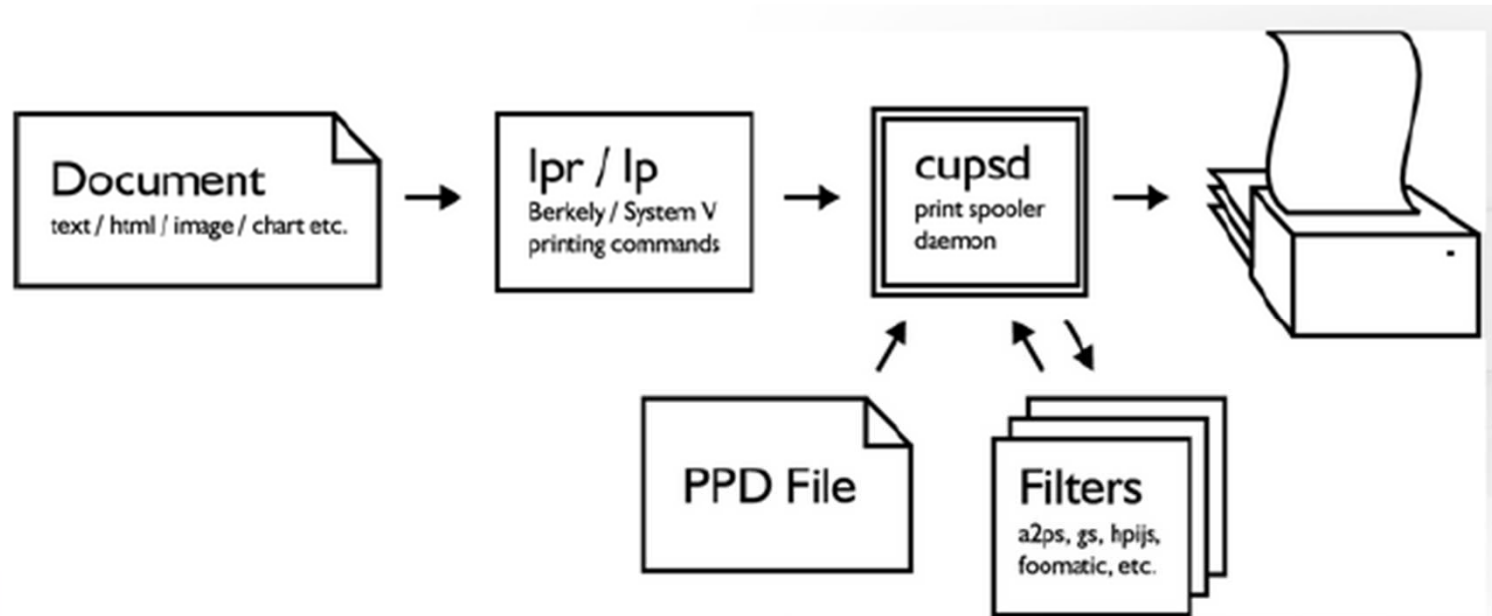 Document
text / html / image / chart etc.
lpr / lp
Berkely / System V
printing commands
cupsd
print spooler
daemon
PPD File
Filters
a2ps, gs, hpijs,
foomatic, etc.